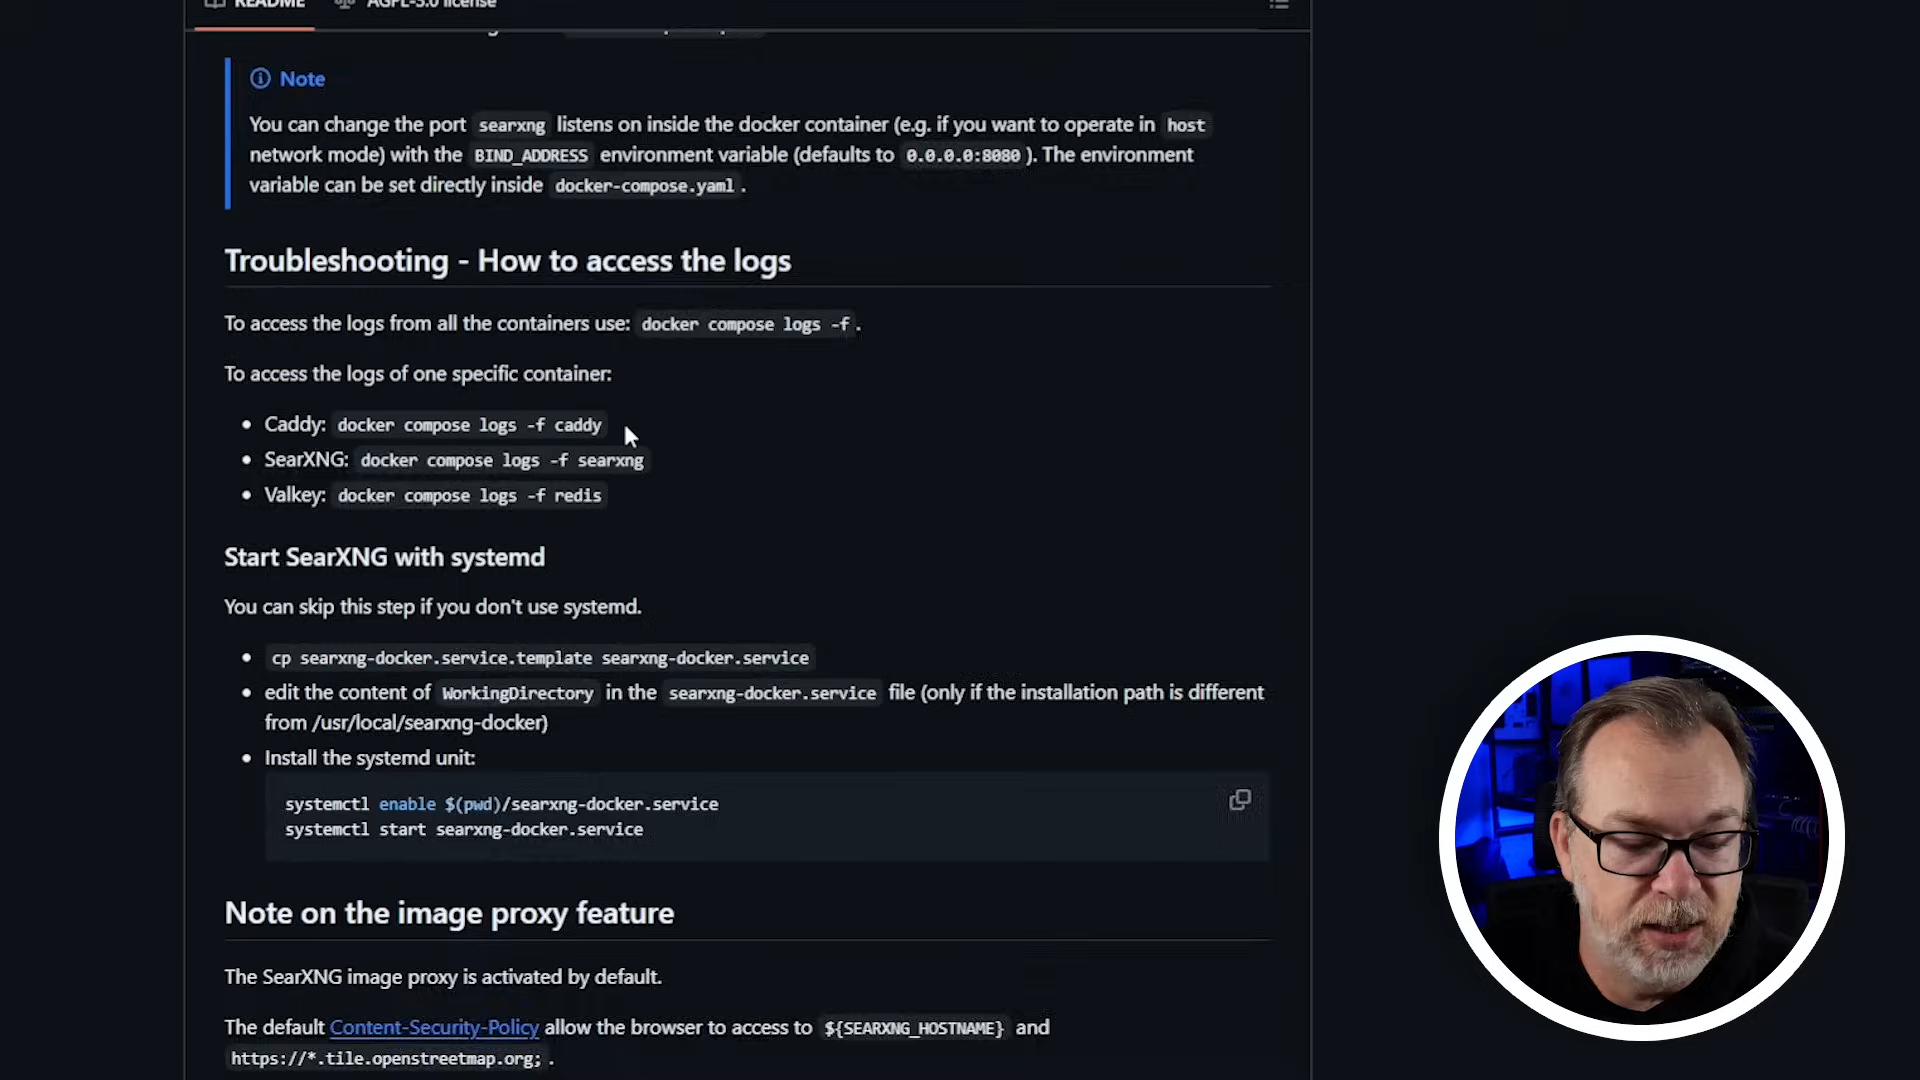 README AGPL-3.0 license
Note
You can change the port searxng listens on inside the docker container (e.g. if you want to operate in host
network mode) with the BIND_ADDRESS environment variable (defaults to 0.0.0.0:8080 ). The environment
variable can be set directly inside docker-compose.yaml .
Troubleshooting - How to access the logs
To access the logs from all the containers use: docker compose logs -f .
To access the logs of one specific container:
• Caddy: docker compose logs -f caddy
• SearXNG: docker compose logs -f searxng
• Valkey: docker compose logs -f redis
Start SearXNG with systemd
You can skip this step if you don't use systemd.
• cp searxng-docker.service.template searxng-docker.service
• edit the content of WorkingDirectory in the searxng-docker.service file (only if the installation path is different
from /usr/local/searxng-docker)
• Install the systemd unit:
systemctl enable $(pwd)/searxng-docker.service
systemctl start searxng-docker.service
Note on the image proxy feature
The SearXNG image proxy is activated by default.
The default Content-Security-Policy allow the browser to access to ${SEARXNG_HOSTNAME} and
https://*.tile.openstreetmap.org; .